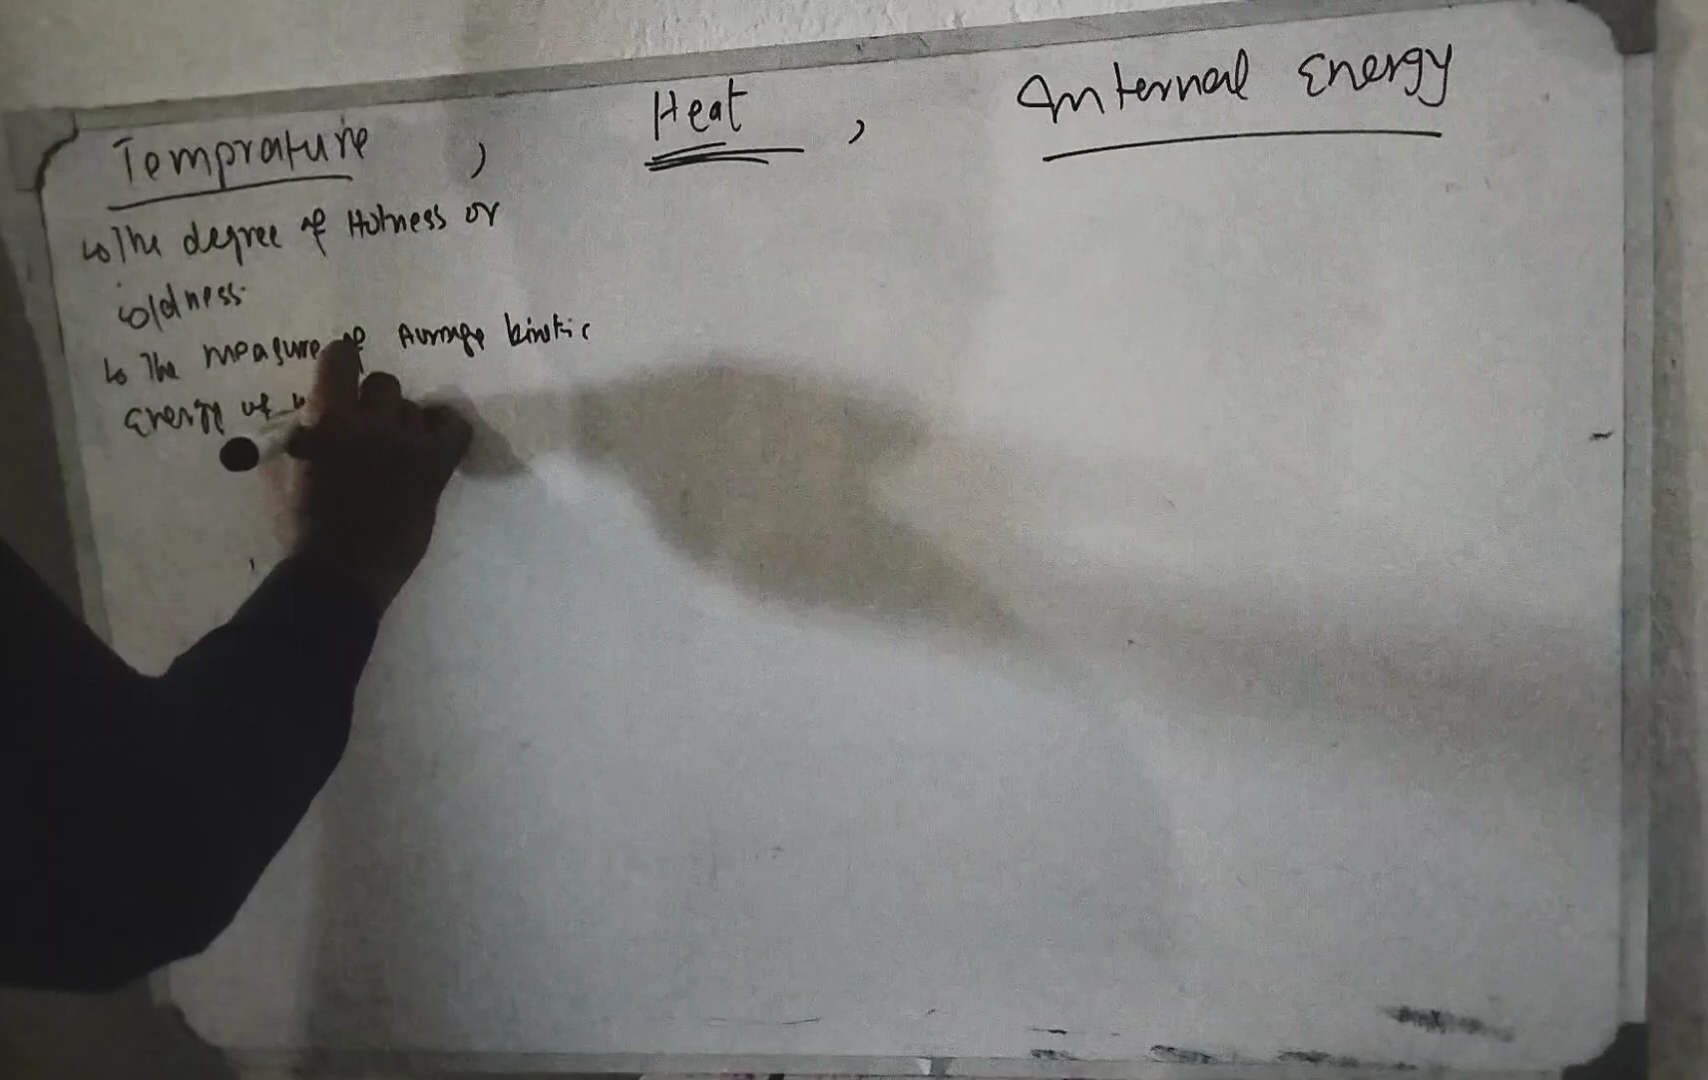 Temprature , Heat , Internal Energy
The degree of Hotness or
coldness.
The measure of Average kinetic
Energy of